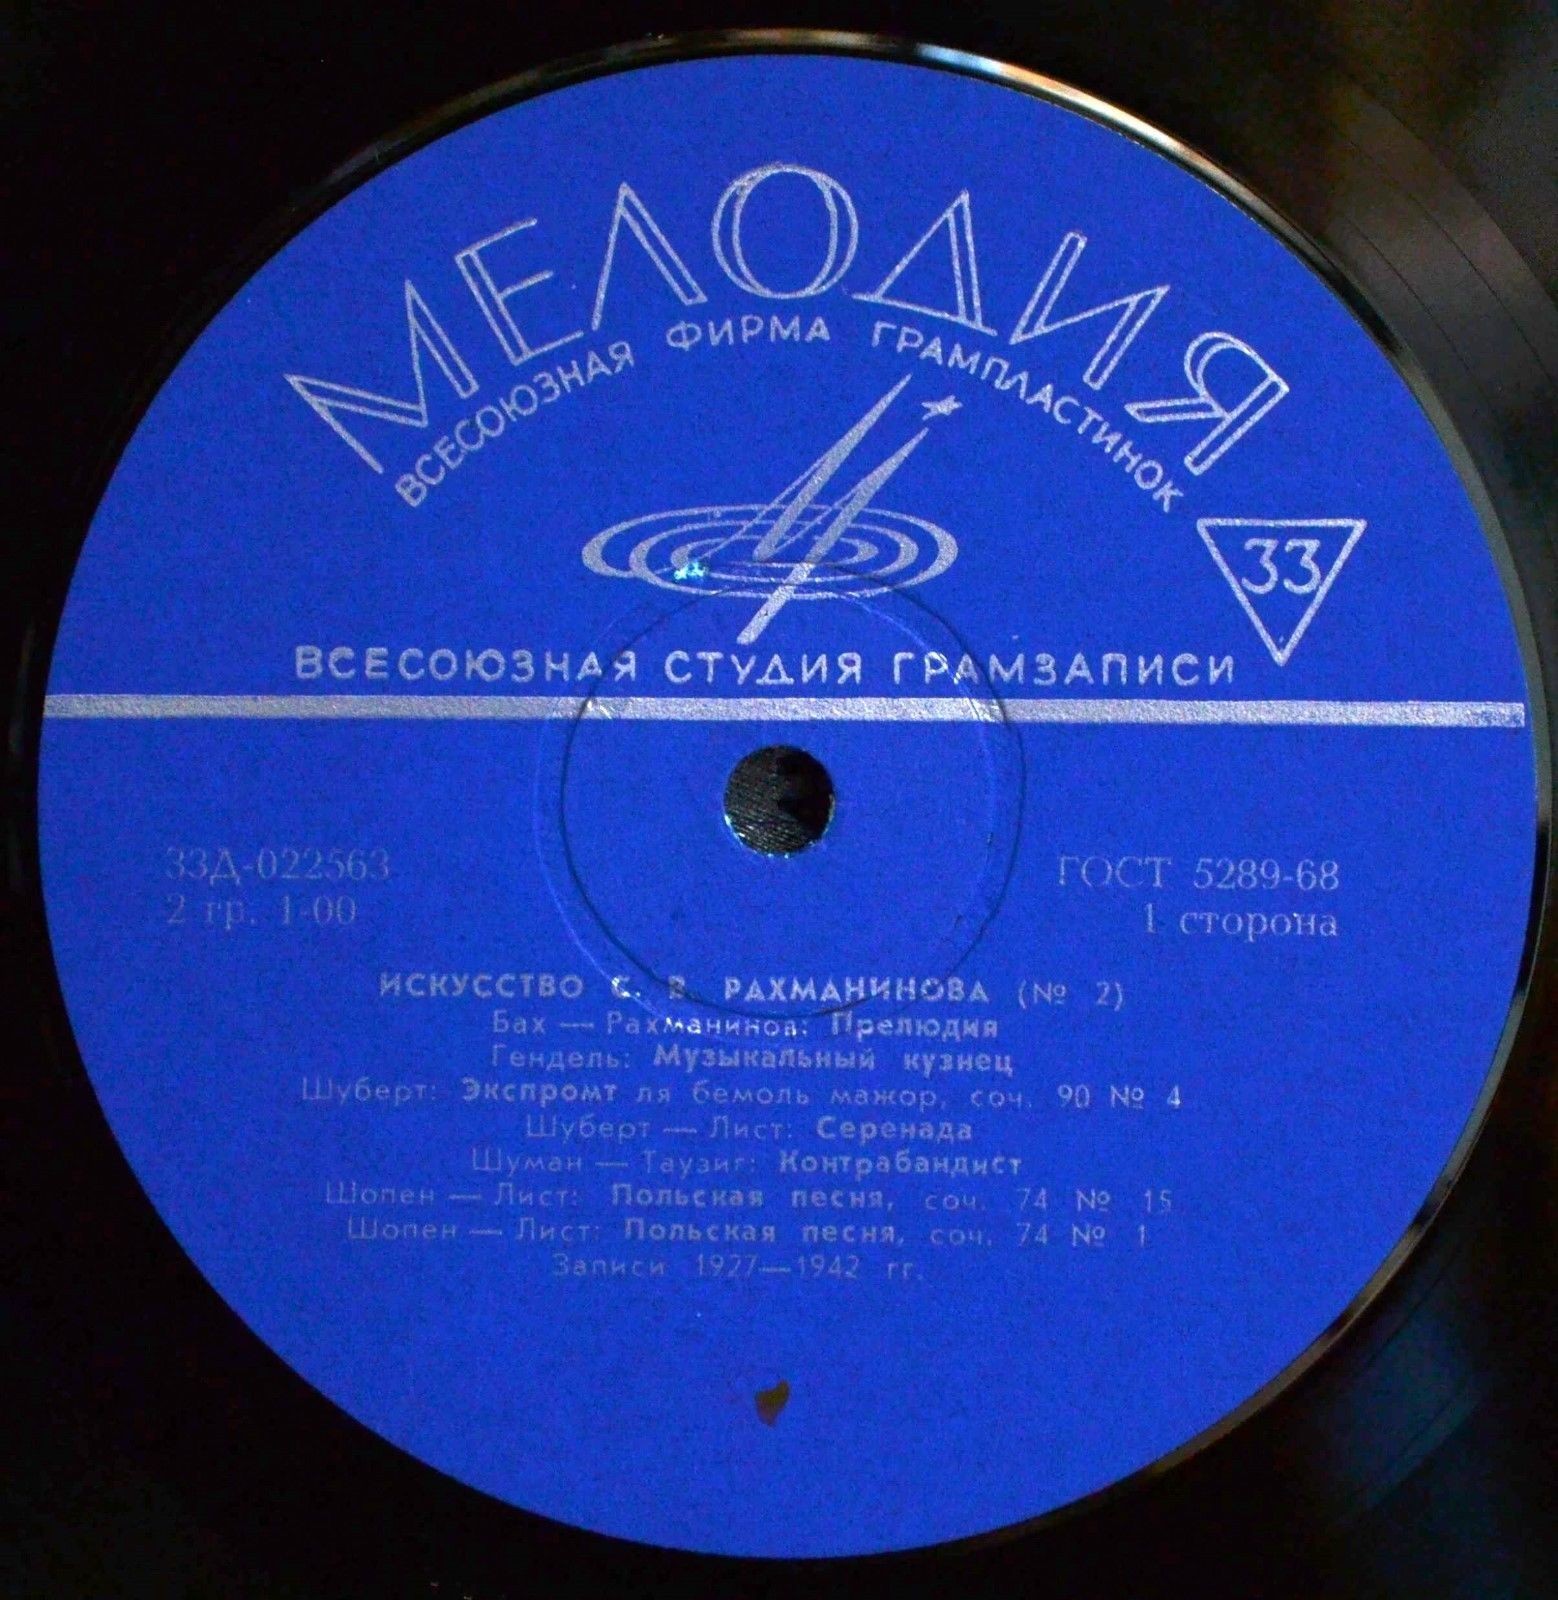 МЕЛОДИЯ
ВСЕСОЮЗНАЯ ФИРМА ГРАМПЛАСТИНОК
33
ВСЕСОЮЗНАЯ СТУДИЯ ГРАМЗАПИСИ
33Д-022563
2 гр. 1-00
ГОСТ 5289-68
1 сторона
ИСКУССТВО С. В. РАХМАНИНОВА (№ 2)
Бах — Рахманинов: Прелюдия
Гендель: Музыкальный кузнец
Шуберт: Экспромт ля бемоль мажор, соч. 90 № 4
Шуберт — Лист: Серенада
Шуман — Таузиг: Контрабандист
Шопен — Лист: Польская песня, соч. 74 № 15
Шопен — Лист: Польская песня, соч. 74 № 1
Записи 1927—1942 гг.